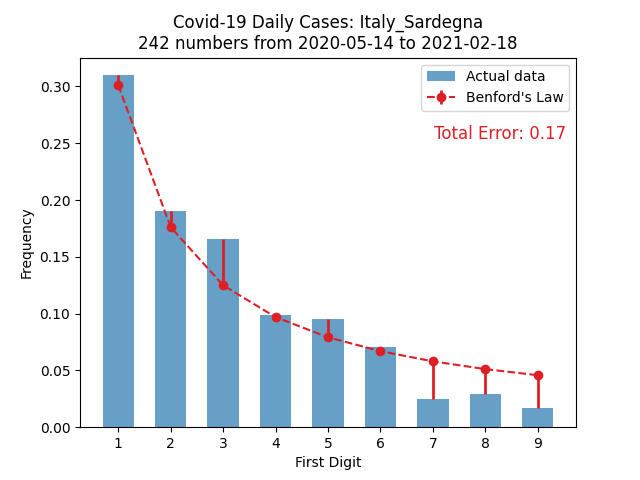 Covid-19 Daily Cases: Italy_Sardegna
242 numbers from 2020-05-14 to 2021-02-18
Actual data
Benford's Law
Total Error: 0.17
Frequency
0.30
0.25
0.20
0.15
0.10
0.05
0.00
1 2 3 4 5 6 7 8 9
First Digit